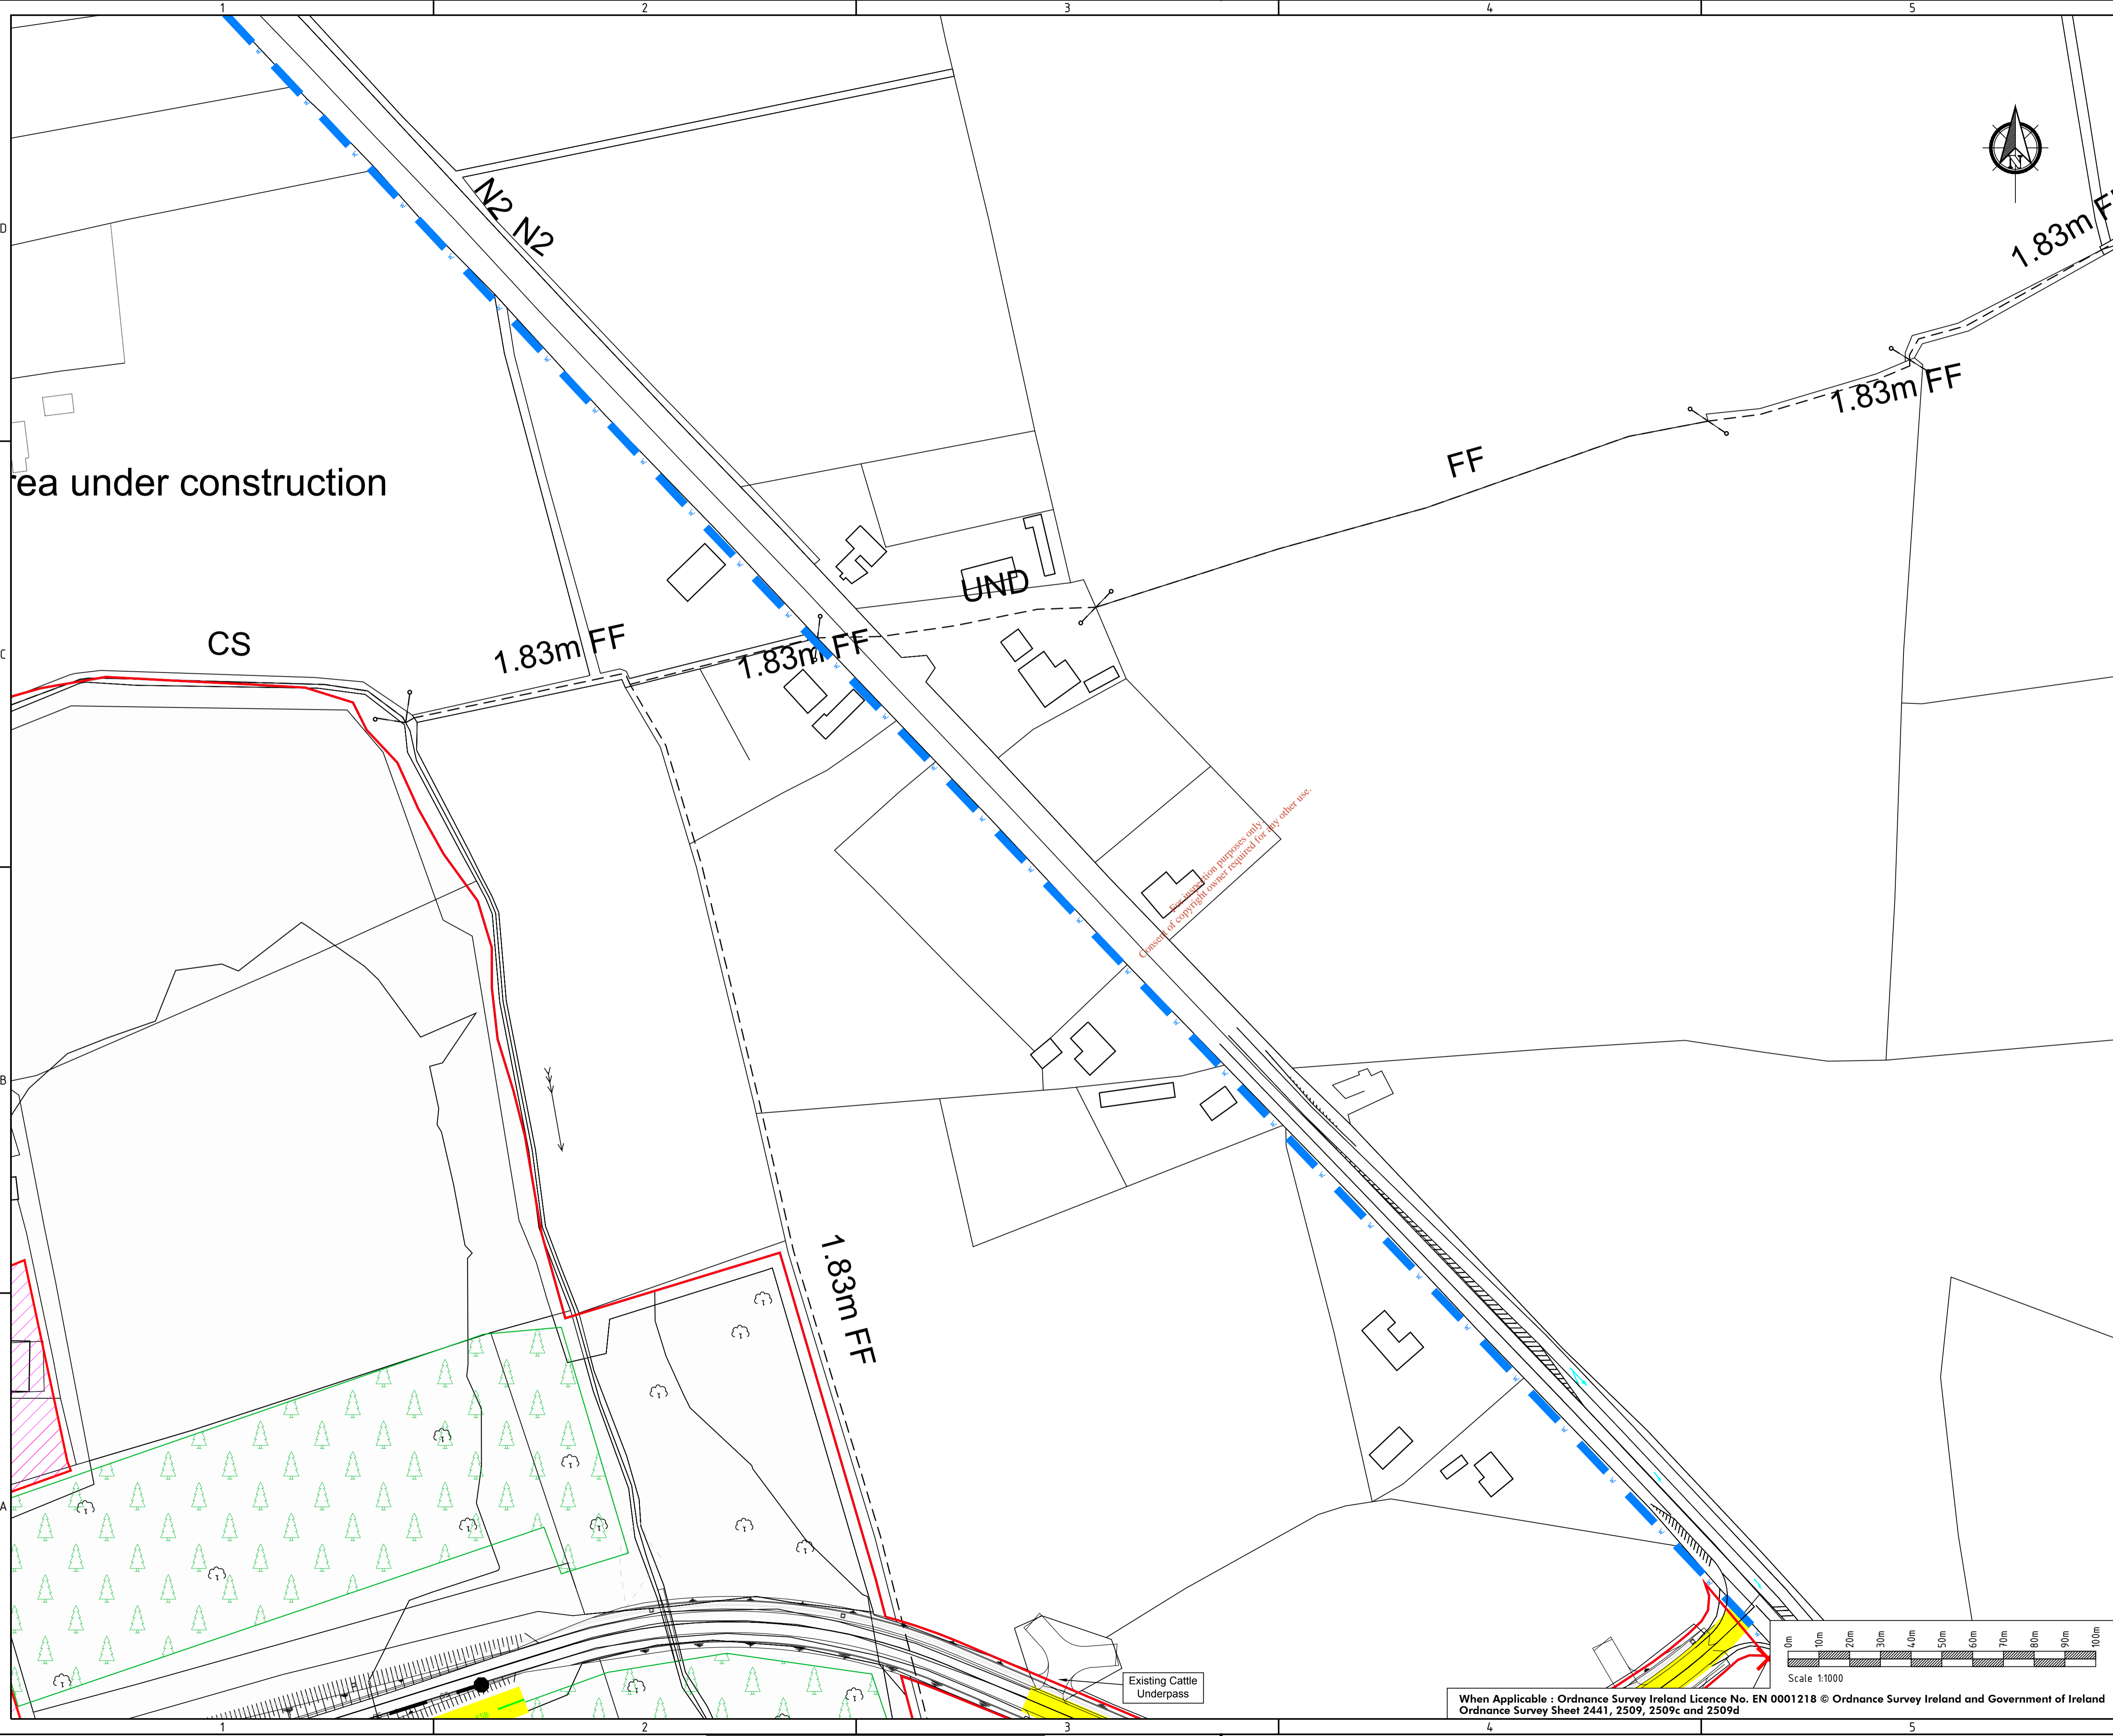 1 2 3 4 5
N
D
N2 N2
1.83m F
1.83m FF
FF
rea under construction
UND
C
CS
1.83m FF
1.83m FF
For inspection purposes only.
Consent of copyright owner required for any other use.
B
1.83m FF
A
0m 10m 20m 30m 40m 50m 60m 70m 80m 90m 100m
Scale 1:1000
Existing Cattle
Underpass
When Applicable : Ordnance Survey Ireland Licence No. EN 0001218 © Ordnance Survey Ireland and Government of Ireland
Ordnance Survey Sheet 2441, 2509, 2509c and 2509d
1 2 3 4 5